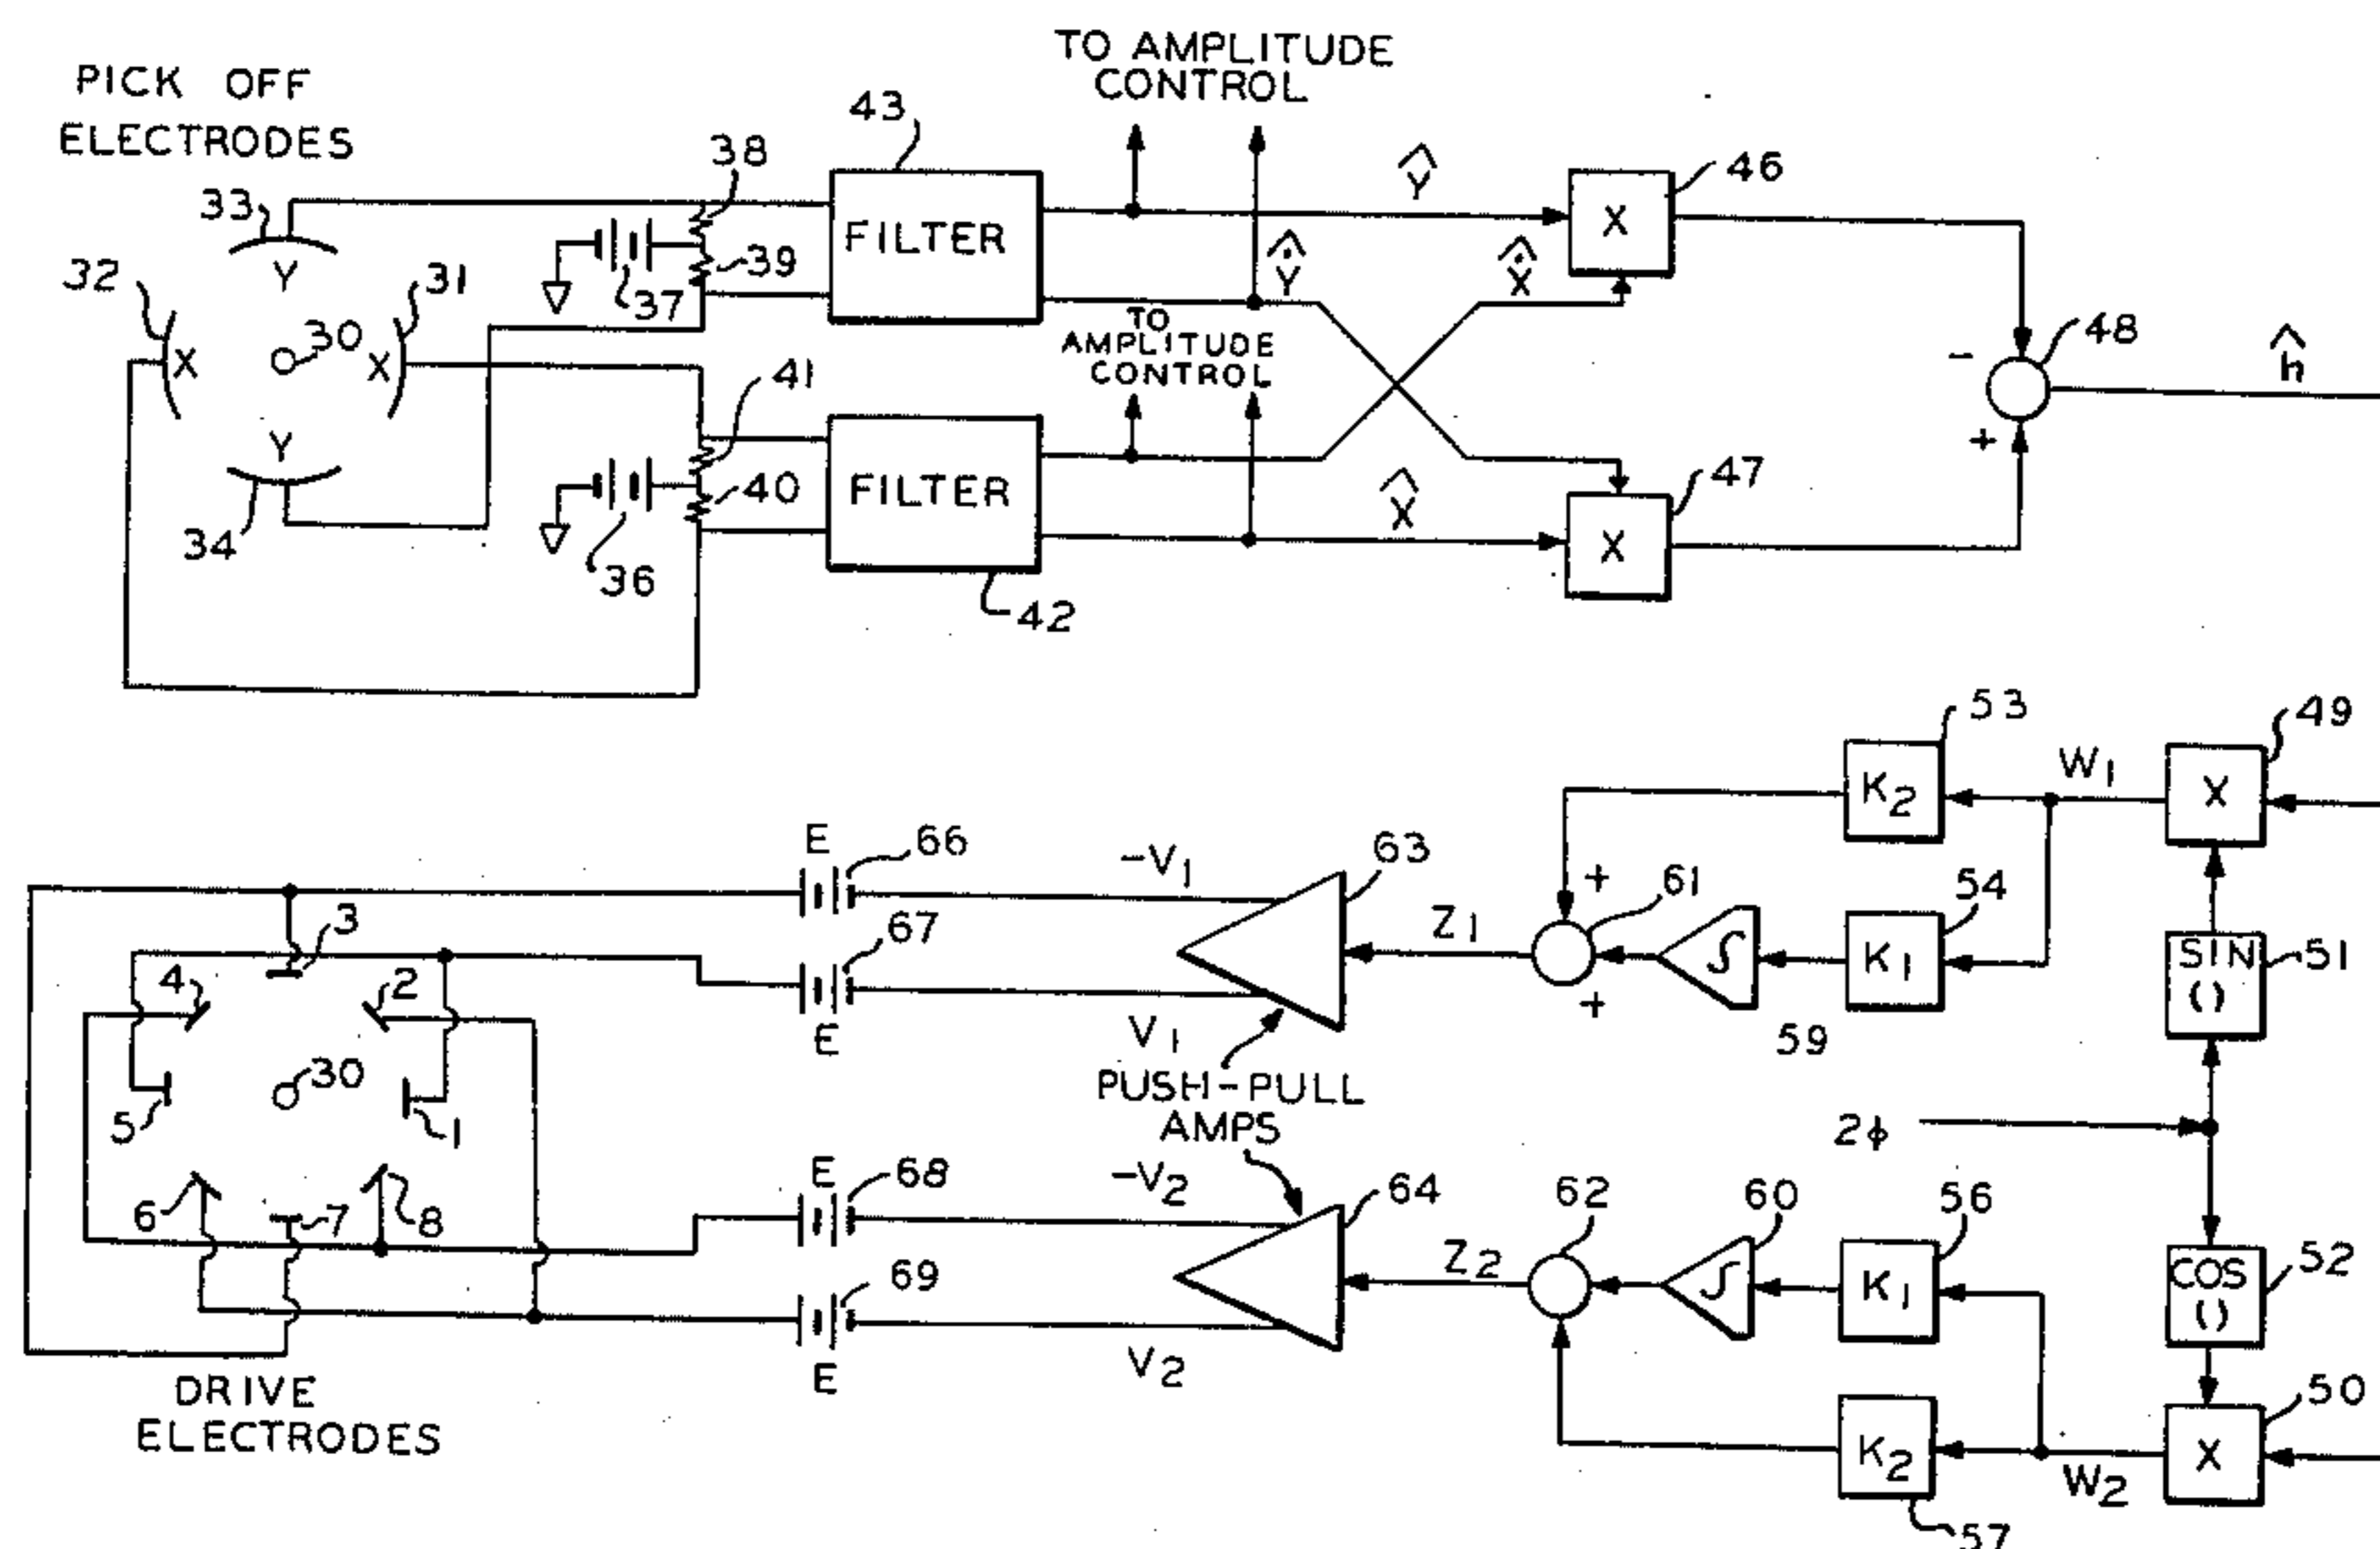 TO AMPLITUDE
CONTROL
PICK OFF
ELECTRODES
43
38
46
33
Ŷ
X
FILTER
39
Y
32
31
37
Ẏ̂
Ẋ̂
48
30
TO
AMPLITUDE
CONTROL
-
ĥ
X
X
41
+
Y
47
FILTER
40
X̂
34
X
36
42
53
49
K2
W1
X
E
66
-V1
63
+
61
54
3
67
Z1
∫
K1
SIN
()
51
4
2
E
V1
+
59
30
PUSH-PULL
AMPS
5
1
2ϕ
E
68
-V2
64
62
60
56
6
7
8
Z2
∫
K1
COS
()
52
69
E
V2
DRIVE
ELECTRODES
50
K2
W2
X
57